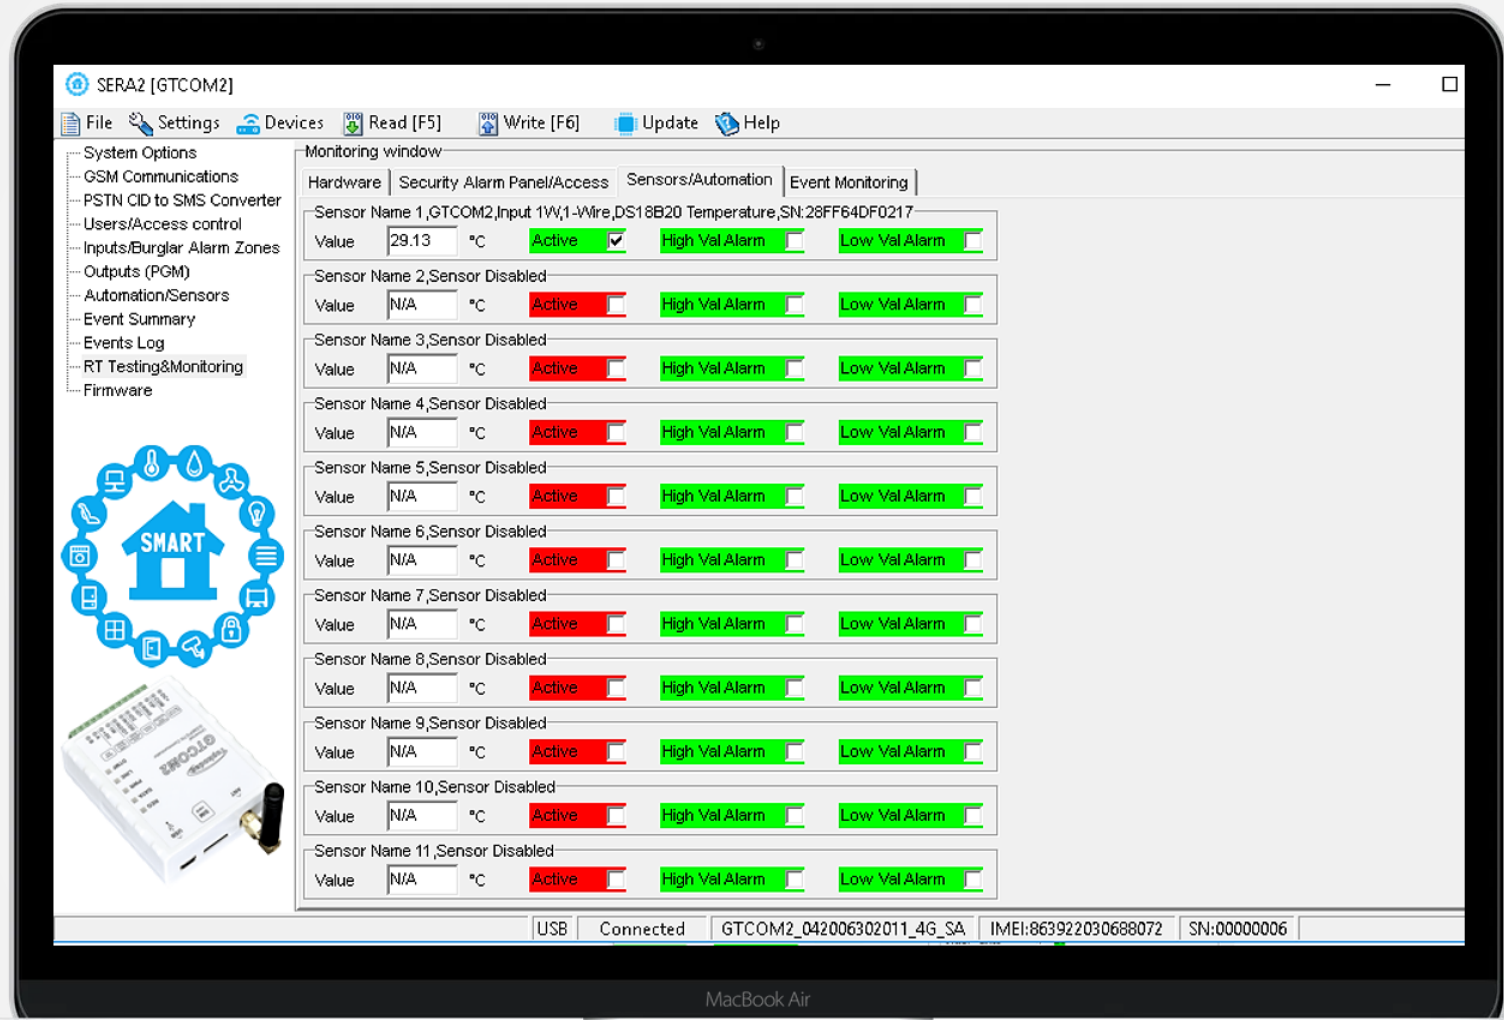 SERA2 [GTCOM2]
File Settings Devices Read [F5] Write [F6] Update Help
System Options
GSM Communications
PSTN CID to SMS Converter
Users/Access control
Inputs/Burglar Alarm Zones
Outputs (PGM)
Automation/Sensors
Event Summary
Events Log
RT Testing&Monitoring
Firmware
SMART
GTCOM2
Monitoring window
Hardware Security Alarm Panel/Access Sensors/Automation Event Monitoring
Sensor Name 1,GTCOM2,Input 1W,1-Wire,DS18B20 Temperature,SN:28FF64DF0217
Value 29.13 °C Active High Val Alarm Low Val Alarm
Sensor Name 2,Sensor Disabled
Value N/A °C Active High Val Alarm Low Val Alarm
Sensor Name 3,Sensor Disabled
Value N/A °C Active High Val Alarm Low Val Alarm
Sensor Name 4,Sensor Disabled
Value N/A °C Active High Val Alarm Low Val Alarm
Sensor Name 5,Sensor Disabled
Value N/A °C Active High Val Alarm Low Val Alarm
Sensor Name 6,Sensor Disabled
Value N/A °C Active High Val Alarm Low Val Alarm
Sensor Name 7,Sensor Disabled
Value N/A °C Active High Val Alarm Low Val Alarm
Sensor Name 8,Sensor Disabled
Value N/A °C Active High Val Alarm Low Val Alarm
Sensor Name 9,Sensor Disabled
Value N/A °C Active High Val Alarm Low Val Alarm
Sensor Name 10,Sensor Disabled
Value N/A °C Active High Val Alarm Low Val Alarm
Sensor Name 11,Sensor Disabled
Value N/A °C Active High Val Alarm Low Val Alarm
USB Connected GTCOM2_042006302011_4G_SA IMEI:863922030688072 SN:00000006
MacBook Air